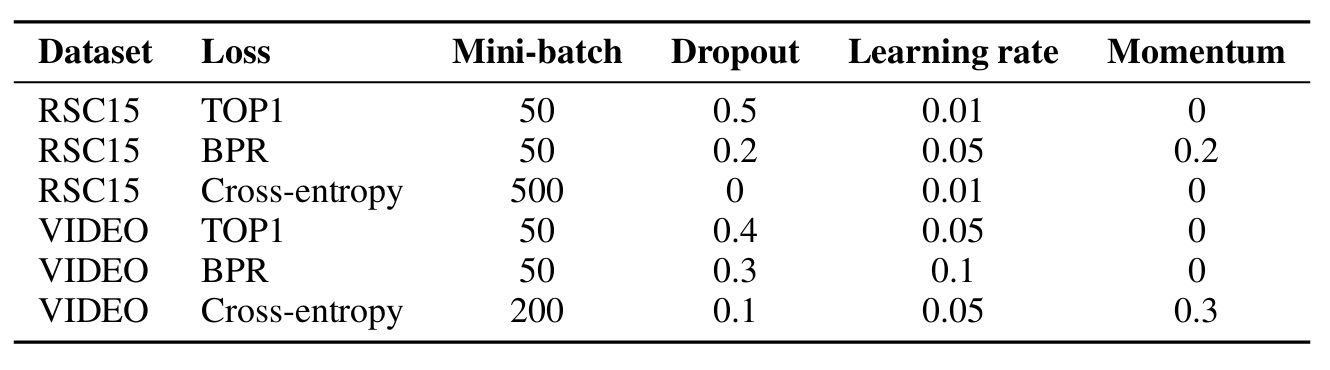 Dataset Loss Mini-batch Dropout Learning rate Momentum
RSC15 TOP1 50 0.5 0.01 0
RSC15 BPR 50 0.2 0.05 0.2
RSC15 Cross-entropy 500 0 0.01 0
VIDEO TOP1 50 0.4 0.05 0
VIDEO BPR 50 0.3 0.1 0
VIDEO Cross-entropy 200 0.1 0.05 0.3